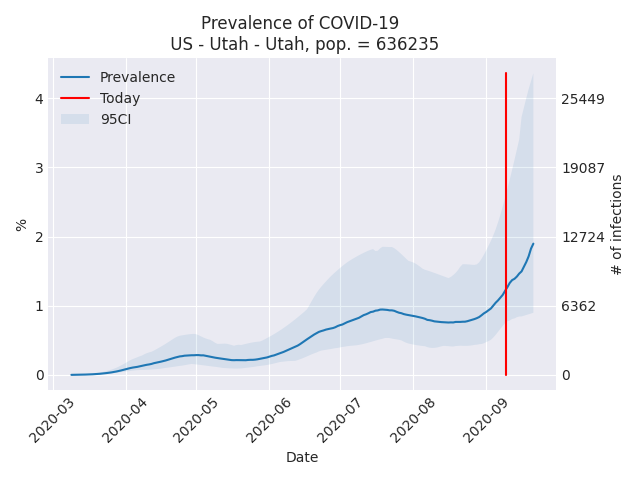 Prevalence of COVID-19
US - Utah - Utah, pop. = 636235
Prevalence
Today
95CI
4
3
2
1
0
%
25449
19087
12724
6362
0
# of infections
2020-03
2020-04
2020-05
2020-06
2020-07
2020-08
2020-09
Date